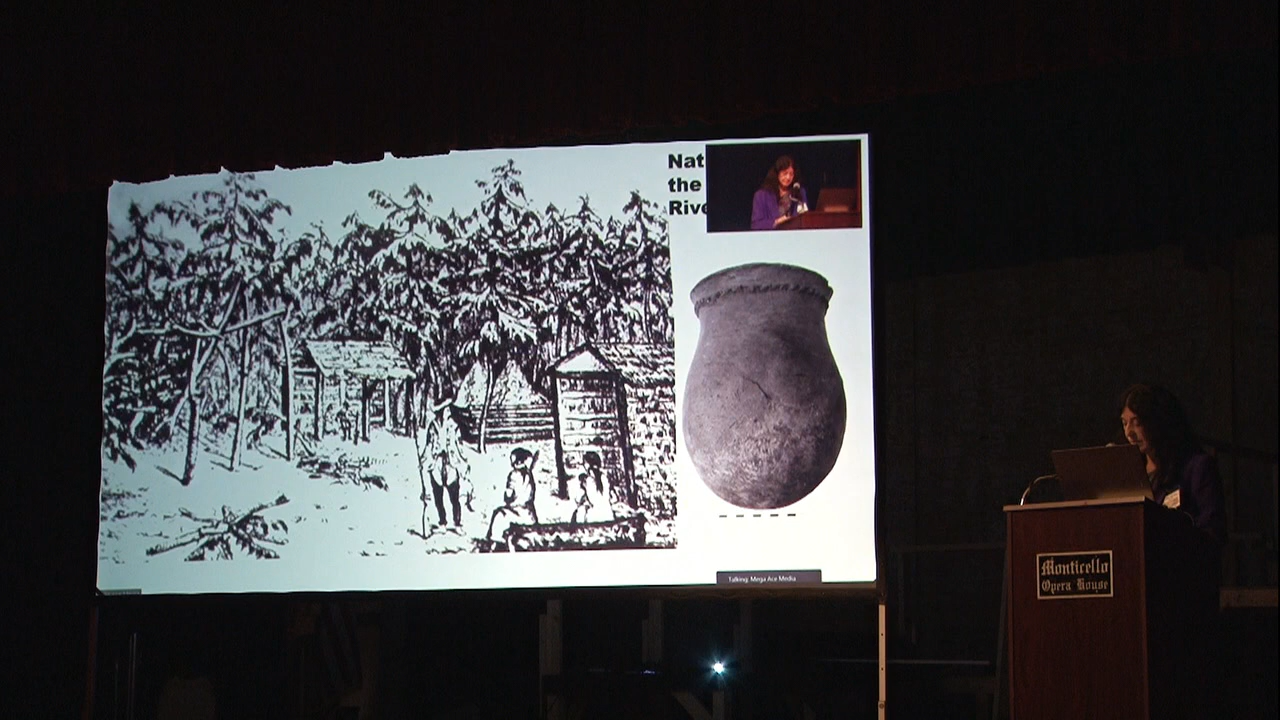 Nat
the
Rive
Talking: Mega Ace Media
Monticello
Opera House